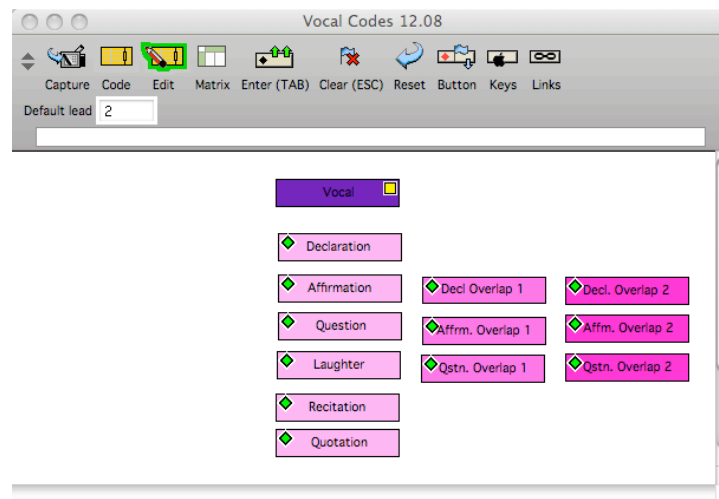 Vocal Codes 12.08
Capture Code Edit Matrix Enter (TAB) Clear (ESC) Reset Button Keys Links
Default lead 2
Vocal
Declaration
Affirmation Decl Overlap 1 Decl. Overlap 2
Question Affrm. Overlap 1 Affm. Overlap 2
Laughter Qstn. Overlap 1 Qstn. Overlap 2
Recitation
Quotation